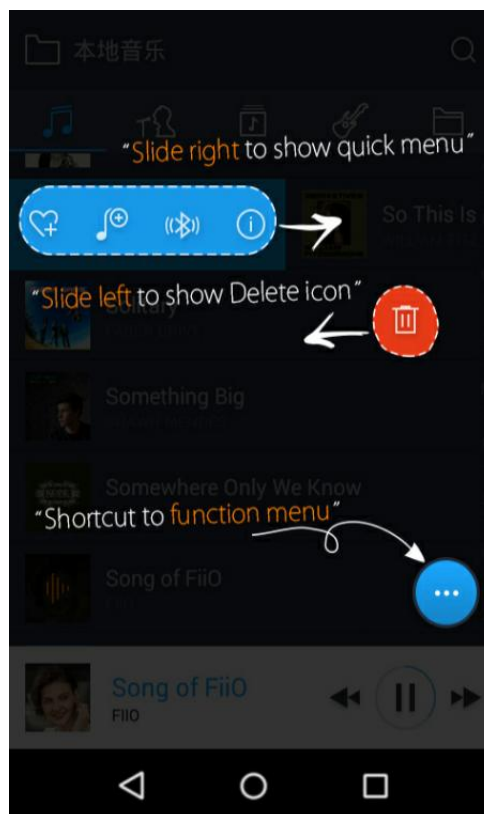 本地音乐
“Slide right to show quick menu”
So This Is
“Slide left to show Delete icon”
Solitary
Something Big
Somewhere Only We Know
“Shortcut to function menu”
Song of FiiO
FIIO
Song of FiiO
FIIO